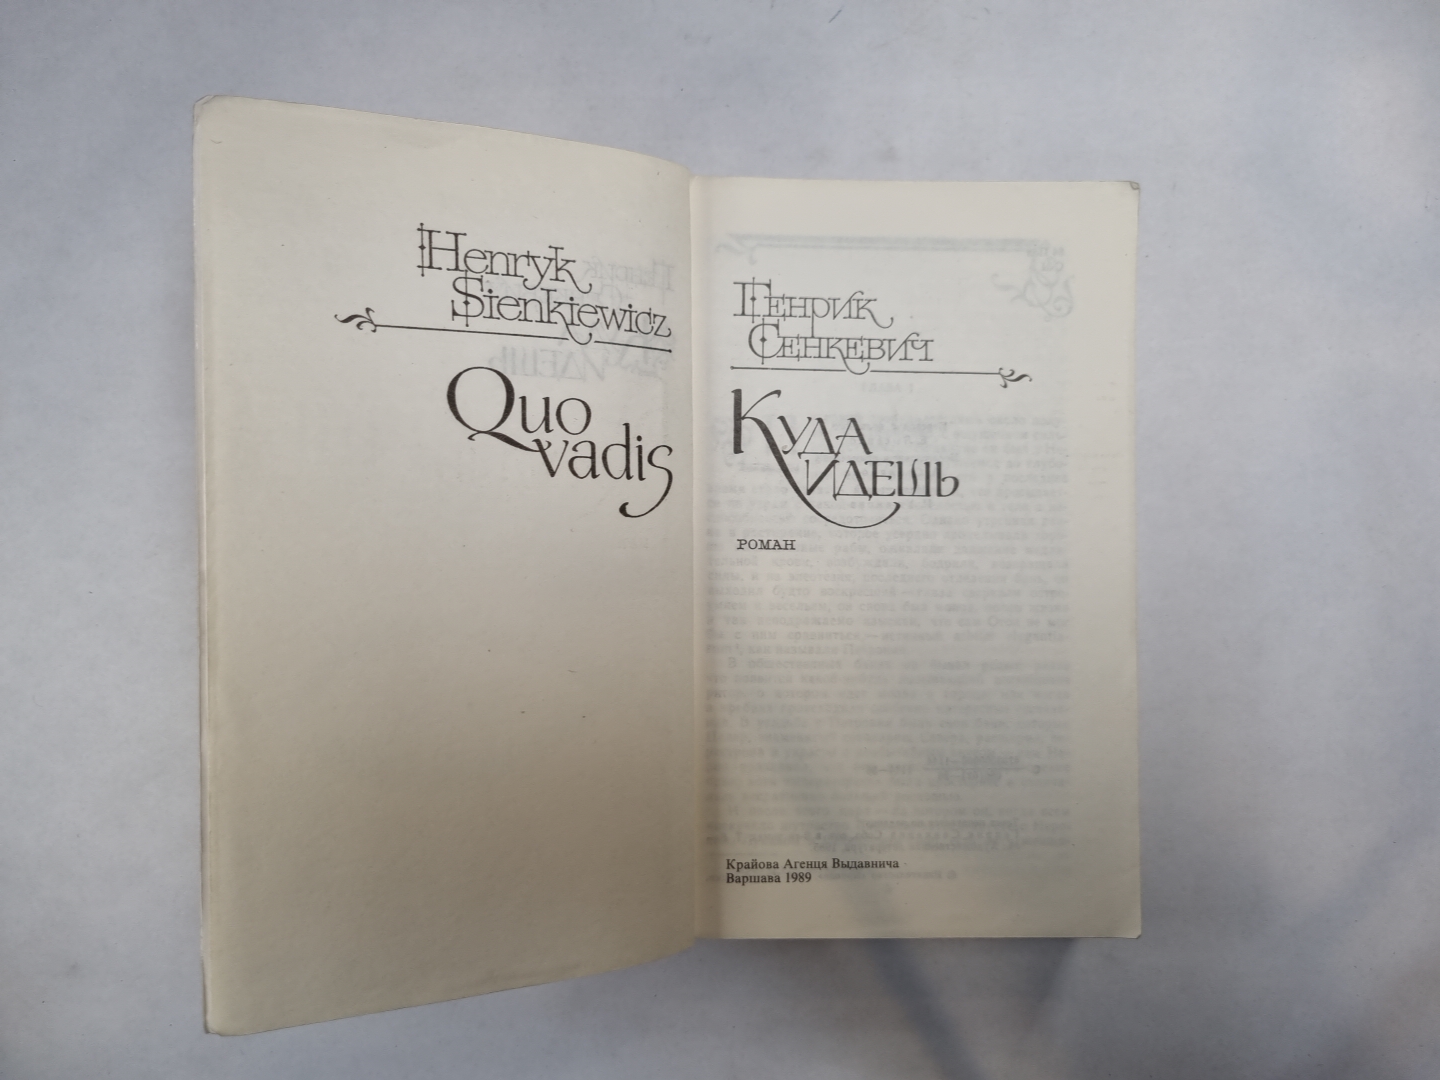 Henryk
Sienkiewicz
Quo
vadis
Генрик
Сенкевич
Куда
идешь
РОМАН
Крайова Агенця Выдавнича
Варшава 1989